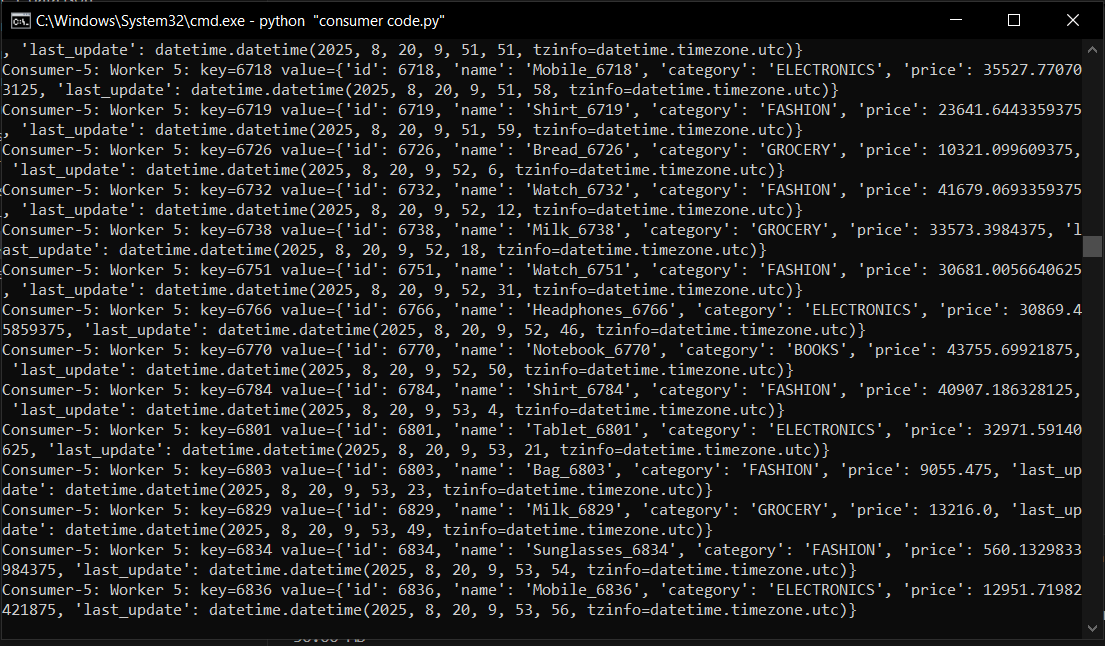 C:\Windows\System32\cmd.exe - python  "consumer code.py"
, 'last_update': datetime.datetime(2025, 8, 20, 9, 51, 51, tzinfo=datetime.timezone.utc)}
Consumer-5: Worker 5: key=6718 value={'id': 6718, 'name': 'Mobile_6718', 'category': 'ELECTRONICS', 'price': 35527.77070
3125, 'last_update': datetime.datetime(2025, 8, 20, 9, 51, 58, tzinfo=datetime.timezone.utc)}
Consumer-5: Worker 5: key=6719 value={'id': 6719, 'name': 'Shirt_6719', 'category': 'FASHION', 'price': 23641.6443359375
, 'last_update': datetime.datetime(2025, 8, 20, 9, 51, 59, tzinfo=datetime.timezone.utc)}
Consumer-5: Worker 5: key=6726 value={'id': 6726, 'name': 'Bread_6726', 'category': 'GROCERY', 'price': 10321.099609375,
 'last_update': datetime.datetime(2025, 8, 20, 9, 52, 6, tzinfo=datetime.timezone.utc)}
Consumer-5: Worker 5: key=6732 value={'id': 6732, 'name': 'Watch_6732', 'category': 'FASHION', 'price': 41679.0693359375
, 'last_update': datetime.datetime(2025, 8, 20, 9, 52, 12, tzinfo=datetime.timezone.utc)}
Consumer-5: Worker 5: key=6738 value={'id': 6738, 'name': 'Milk_6738', 'category': 'GROCERY', 'price': 33573.3984375, 'l
ast_update': datetime.datetime(2025, 8, 20, 9, 52, 18, tzinfo=datetime.timezone.utc)}
Consumer-5: Worker 5: key=6751 value={'id': 6751, 'name': 'Watch_6751', 'category': 'FASHION', 'price': 30681.0056640625
, 'last_update': datetime.datetime(2025, 8, 20, 9, 52, 31, tzinfo=datetime.timezone.utc)}
Consumer-5: Worker 5: key=6766 value={'id': 6766, 'name': 'Headphones_6766', 'category': 'ELECTRONICS', 'price': 30869.4
5859375, 'last_update': datetime.datetime(2025, 8, 20, 9, 52, 46, tzinfo=datetime.timezone.utc)}
Consumer-5: Worker 5: key=6770 value={'id': 6770, 'name': 'Notebook_6770', 'category': 'BOOKS', 'price': 43755.69921875,
 'last_update': datetime.datetime(2025, 8, 20, 9, 52, 50, tzinfo=datetime.timezone.utc)}
Consumer-5: Worker 5: key=6784 value={'id': 6784, 'name': 'Shirt_6784', 'category': 'FASHION', 'price': 40907.186328125,
 'last_update': datetime.datetime(2025, 8, 20, 9, 53, 4, tzinfo=datetime.timezone.utc)}
Consumer-5: Worker 5: key=6801 value={'id': 6801, 'name': 'Tablet_6801', 'category': 'ELECTRONICS', 'price': 32971.59140
625, 'last_update': datetime.datetime(2025, 8, 20, 9, 53, 21, tzinfo=datetime.timezone.utc)}
Consumer-5: Worker 5: key=6803 value={'id': 6803, 'name': 'Bag_6803', 'category': 'FASHION', 'price': 9055.475, 'last_up
date': datetime.datetime(2025, 8, 20, 9, 53, 23, tzinfo=datetime.timezone.utc)}
Consumer-5: Worker 5: key=6829 value={'id': 6829, 'name': 'Milk_6829', 'category': 'GROCERY', 'price': 13216.0, 'last_up
date': datetime.datetime(2025, 8, 20, 9, 53, 49, tzinfo=datetime.timezone.utc)}
Consumer-5: Worker 5: key=6834 value={'id': 6834, 'name': 'Sunglasses_6834', 'category': 'FASHION', 'price': 560.1329833
984375, 'last_update': datetime.datetime(2025, 8, 20, 9, 53, 54, tzinfo=datetime.timezone.utc)}
Consumer-5: Worker 5: key=6836 value={'id': 6836, 'name': 'Mobile_6836', 'category': 'ELECTRONICS', 'price': 12951.71982
421875, 'last_update': datetime.datetime(2025, 8, 20, 9, 53, 56, tzinfo=datetime.timezone.utc)}